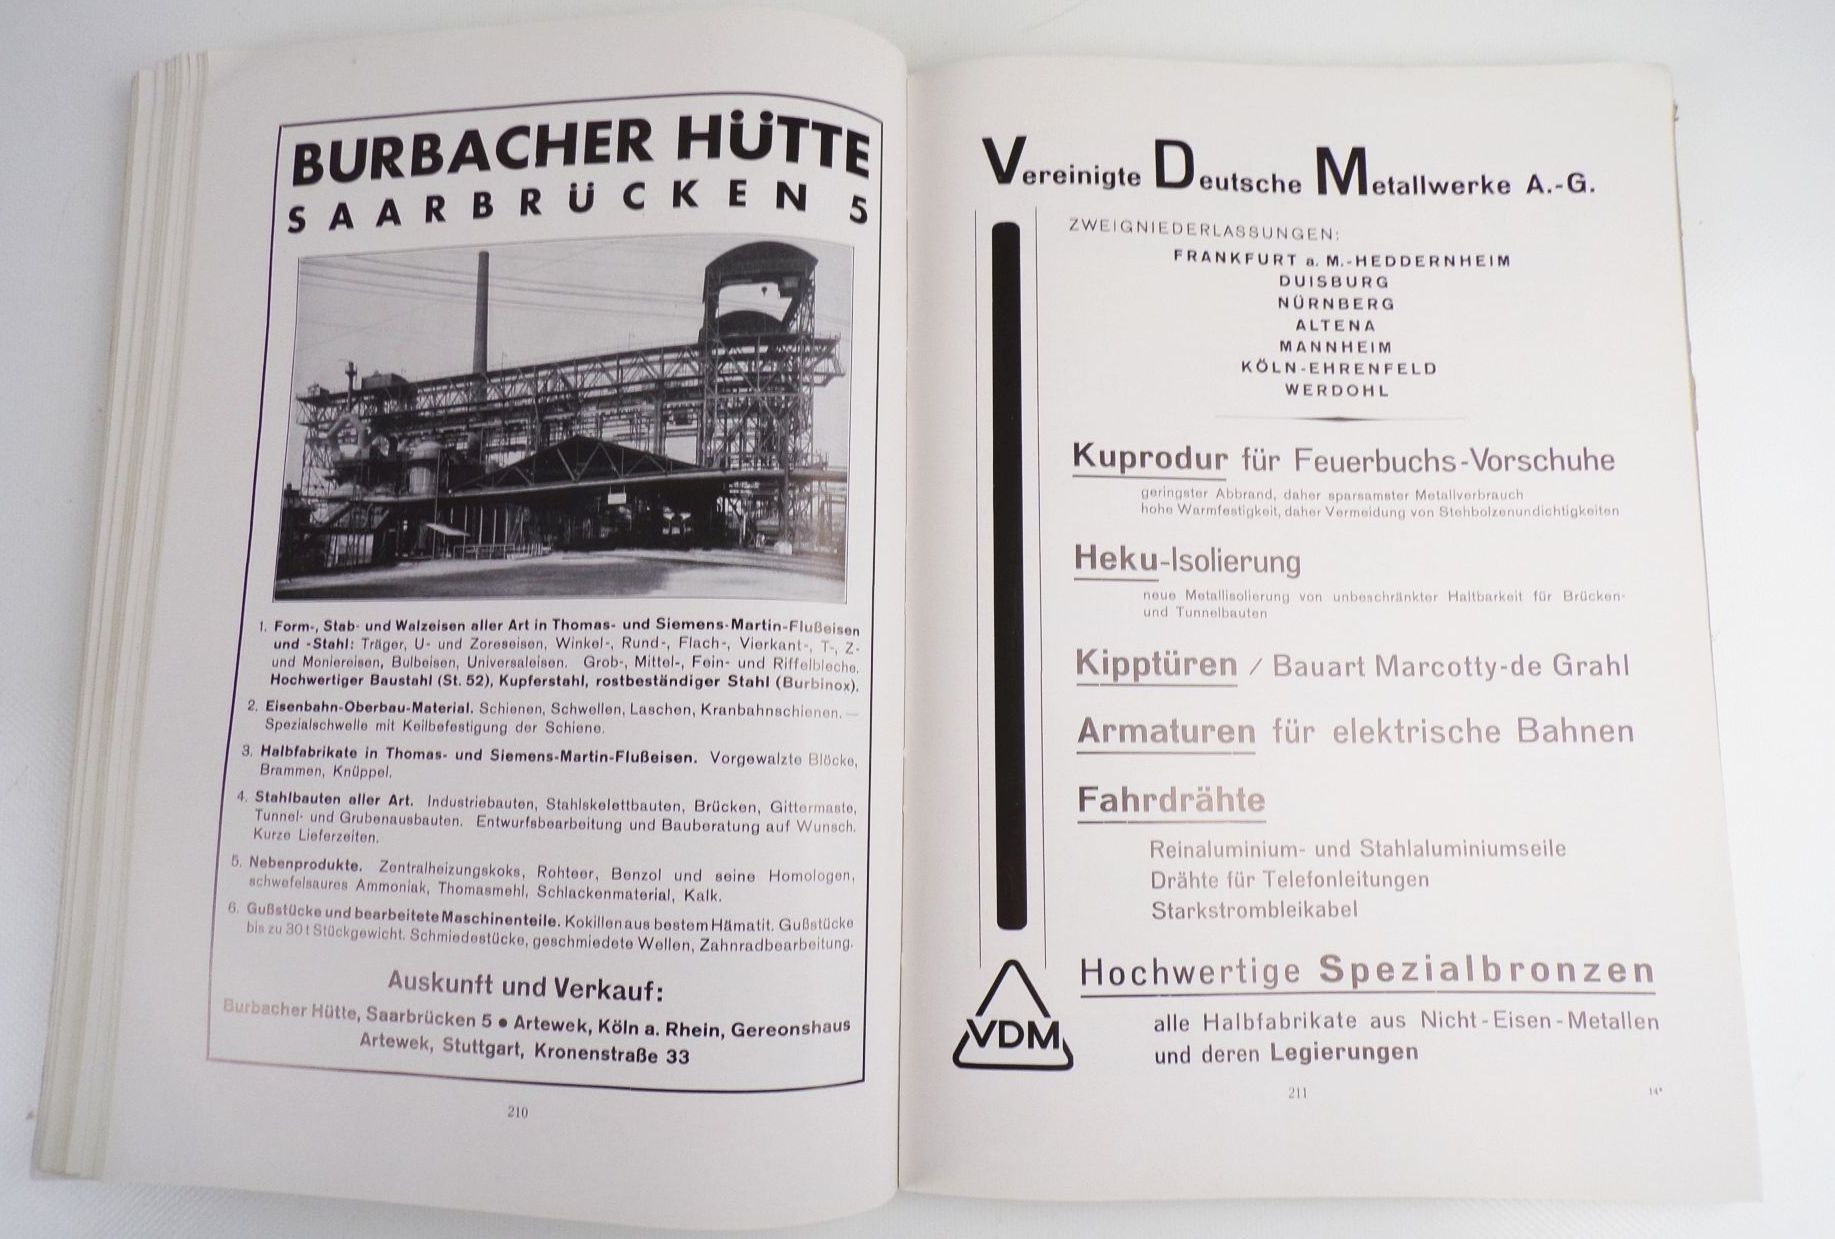 BURBACHER HÜTTE
SAARBRÜCKEN 5
1. Form-, Stab- und Walzeisen aller Art in Thomas- und Siemens-Martin-Flußeisen
und -Stahl: Träger, U- und Zoreseisen, Winkel-, Rund-, Flach-, Vierkant-, T-, Z-
und Moniereisen, Bulbeisen, Universaleisen. Grob-, Mittel-, Fein- und Riffelbleche.
Hochwertiger Baustahl (St. 52), Kupferstahl, rostbeständiger Stahl (Burbinox).
2. Eisenbahn-Oberbau-Material. Schienen, Schwellen, Laschen, Kranbahnschienen. —
Spezialschwelle mit Keilbefestigung der Schiene.
3. Halbfabrikate in Thomas- und Siemens-Martin-Flußeisen. Vorgewalzte Blöcke,
Brammen, Knüppel.
4. Stahlbauten aller Art. Industriebauten, Stahlskelettbauten, Brücken, Gittermaste,
Tunnel- und Grubenausbauten. Entwurfsbearbeitung und Bauberatung auf Wunsch.
Kurze Lieferzeiten.
5. Nebenprodukte. Zentralheizungskoks, Rohteer, Benzol und seine Homologen,
schwefelsaures Ammoniak, Thomasmehl, Schlackenmaterial, Kalk.
6. Gußstücke und bearbeitete Maschinenteile. Kokillen aus bestem Hämatit. Gußstücke
bis zu 30 t Stückgewicht. Schmiedestücke, geschmiedete Wellen, Zahnradbearbeitung.
Auskunft und Verkauf:
Burbacher Hütte, Saarbrücken 5 • Artewek, Köln a. Rhein, Gereonshaus
Artewek, Stuttgart, Kronenstraße 33
210
Vereinigte Deutsche Metallwerke A.-G.
ZWEIGNIEDERLASSUNGEN:
FRANKFURT a. M.-HEDDERNHEIM
DUISBURG
NÜRNBERG
ALTENA
MANNHEIM
KÖLN-EHRENFELD
WERDOHL
Kuprodur für Feuerbuchs-Vorschuhe
geringster Abbrand, daher sparsamster Metallverbrauch
hohe Warmfestigkeit, daher Vermeidung von Stehbolzenundichtigkeiten
Heku-Isolierung
neue Metallisolierung von unbeschränkter Haltbarkeit für Brücken-
und Tunnelbauten
Kipptüren / Bauart Marcotty-de Grahl
Armaturen für elektrische Bahnen
Fahrdrähte
Reinaluminium- und Stahlaluminiumseile
Drähte für Telefonleitungen
Starkstrombleikabel
Hochwertige Spezialbronzen
alle Halbfabrikate aus Nicht-Eisen-Metallen
und deren Legierungen
VDM
211
14*